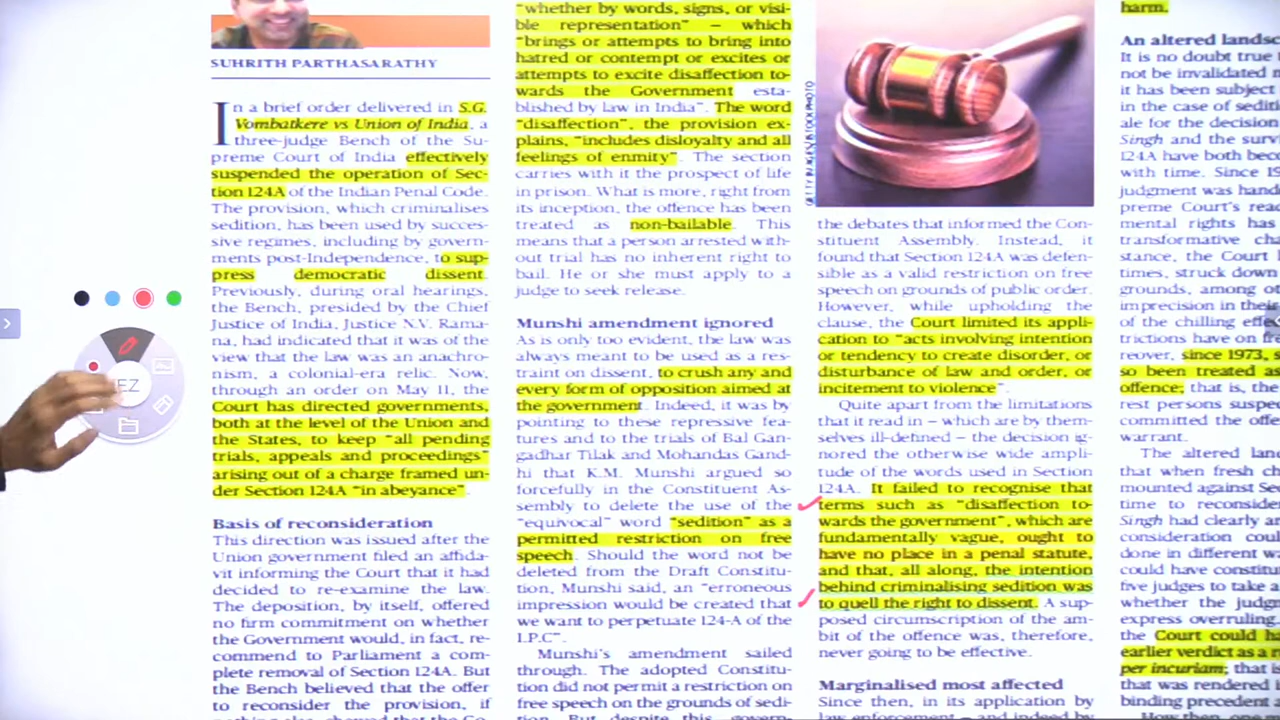 SUHRITH PARTHASARATHY
In a brief order delivered in S.G.
Vombatkere vs Union of India, a
three-judge Bench of the Su-
preme Court of India effectively
suspended the operation of Sec-
tion 124A of the Indian Penal Code.
The provision, which criminalises
sedition, has been used by succes-
sive regimes, including by govern-
ments post-Independence, to sup-
press democratic dissent.
Previously, during oral hearings,
the Bench, presided by the Chief
Justice of India, Justice N.V. Rama-
na, had indicated that it was of the
view that the law was an anachro-
nism, a colonial-era relic. Now,
through an order on May 11, the
Court has directed governments,
both at the level of the Union and
the States, to keep "all pending
trials, appeals and proceedings"
arising out of a charge framed un-
der Section 124A "in abeyance".
Basis of reconsideration
This direction was issued after the
Union government filed an affida-
vit informing the Court that it had
decided to re-examine the law.
The deposition, by itself, offered
no firm commitment on whether
the Government would, in fact, re-
commend to Parliament a com-
plete removal of Section 124A. But
the Bench believed that the offer
to reconsider the provision, if
"whether by words, signs, or visi-
ble representation" — which
"brings or attempts to bring into
hatred or contempt or excites or
attempts to excite disaffection to-
wards the Government esta-
blished by law in India". The word
"disaffection", the provision ex-
plains, "includes disloyalty and all
feelings of enmity". The section
carries with it the prospect of life
in prison. What is more, right from
its inception, the offence has been
treated as non-bailable. This
means that a person arrested with-
out trial has no inherent right to
bail. He or she must apply to a
judge to seek release.
Munshi amendment ignored
As is only too evident, the law was
always meant to be used as a res-
traint on dissent, to crush any and
every form of opposition aimed at
the government. Indeed, it was by
pointing to these repressive fea-
tures and to the trials of Bal Gan-
gadhar Tilak and Mohandas Gand-
hi that K.M. Munshi argued so
forcefully in the Constituent As-
sembly to delete the use of the
"equivocal" word "sedition" as a
permitted restriction on free
speech. Should the word not be
deleted from the Draft Constitu-
tion, Munshi said, an "erroneous
impression would be created that
we want to perpetuate 124-A of the
I.P.C".
Munshi's amendment sailed
through. The adopted Constitu-
tion did not permit a restriction on
free speech on the grounds of sedi-
tion. But despite this, govern-
GETTY IMAGES/ISTOCKPHOTO
the debates that informed the Con-
stituent Assembly. Instead, it
found that Section 124A was defen-
sible as a valid restriction on free
speech on grounds of public order.
However, while upholding the
clause, the Court limited its appli-
cation to "acts involving intention
or tendency to create disorder, or
disturbance of law and order, or
incitement to violence".
Quite apart from the limitations
that it read in — which are by them-
selves ill-defined — the decision ig-
nored the otherwise wide ampli-
tude of the words used in Section
124A. It failed to recognise that
terms such as "disaffection to-
wards the government", which are
fundamentally vague, ought to
have no place in a penal statute,
and that, all along, the intention
behind criminalising sedition was
to quell the right to dissent. A sup-
posed circumscription of the am-
bit of the offence was, therefore,
never going to be effective.
Marginalised most affected
Since then, in its application by
law enforcement — and indeed by
harm.
An altered landsc
It is no doubt true
not be invalidated
it has been subject
in the case of sediti
ale for the decision
Singh and the surv
124A have both beco
with time. Since 19
judgment was hand
preme Court's read
mental rights has
transformative cha
stance, the Court
times, struck down
grounds, among ot
imprecision in their
of the chilling effec
trictions have on fre
reover, since 1973, s
so been treated as
offence; that is, the
rest persons suspec
committed the offe
warrant.
The altered land
that when fresh ch
mounted against Sec
time to reconsider
Singh had clearly an
consideration coul
done in different wa
could have constitut
five judges to take a
whether the judgm
express overruling
the Court could ha
earlier verdict as a r
per incuriam; that i
that was rendered i
binding precedent
EZ